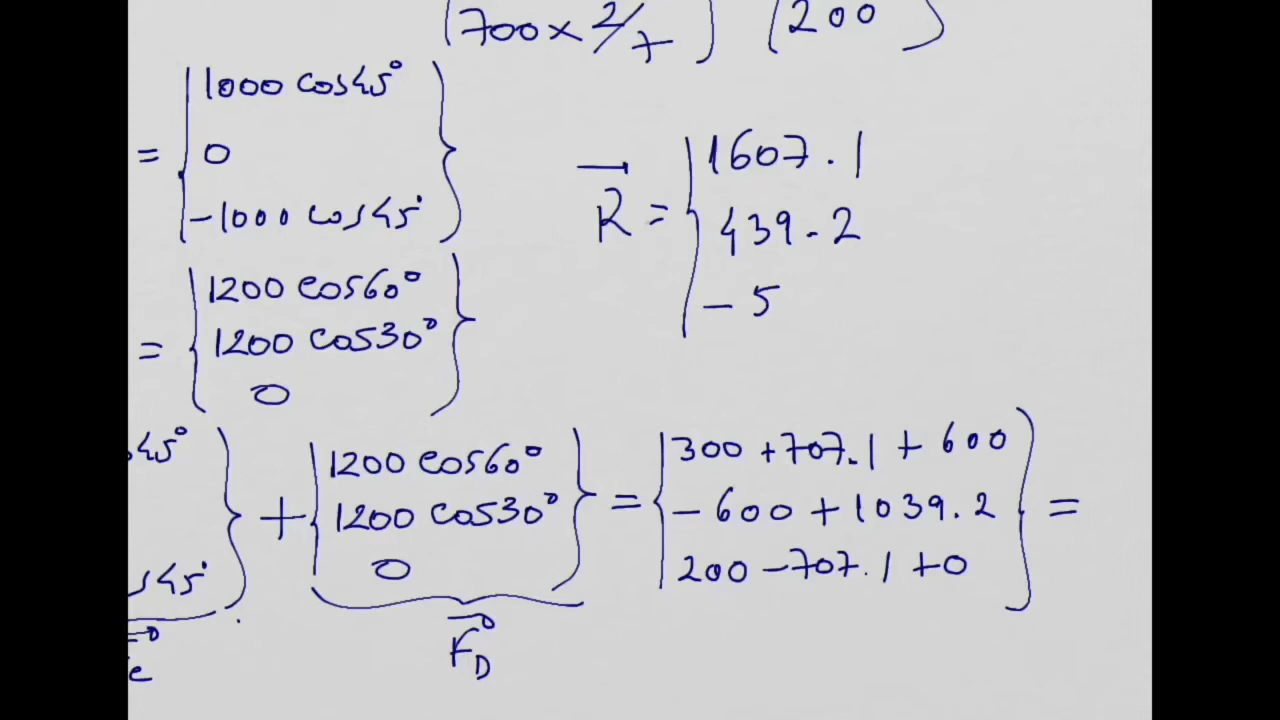 (700 x 2/7) (200)
= { 1000 cos45°
0
-1000 cos45° }
R = { 1607.1
439.2
-5
= { 1200 cos60°
1200 cos30°
0 }
45° } + { 1200 cos60° } = { 300 + 707.1 + 600 } =
1200 cos30° -600 + 1039.2
s45° 0 200 - 707.1 + 0
F_D